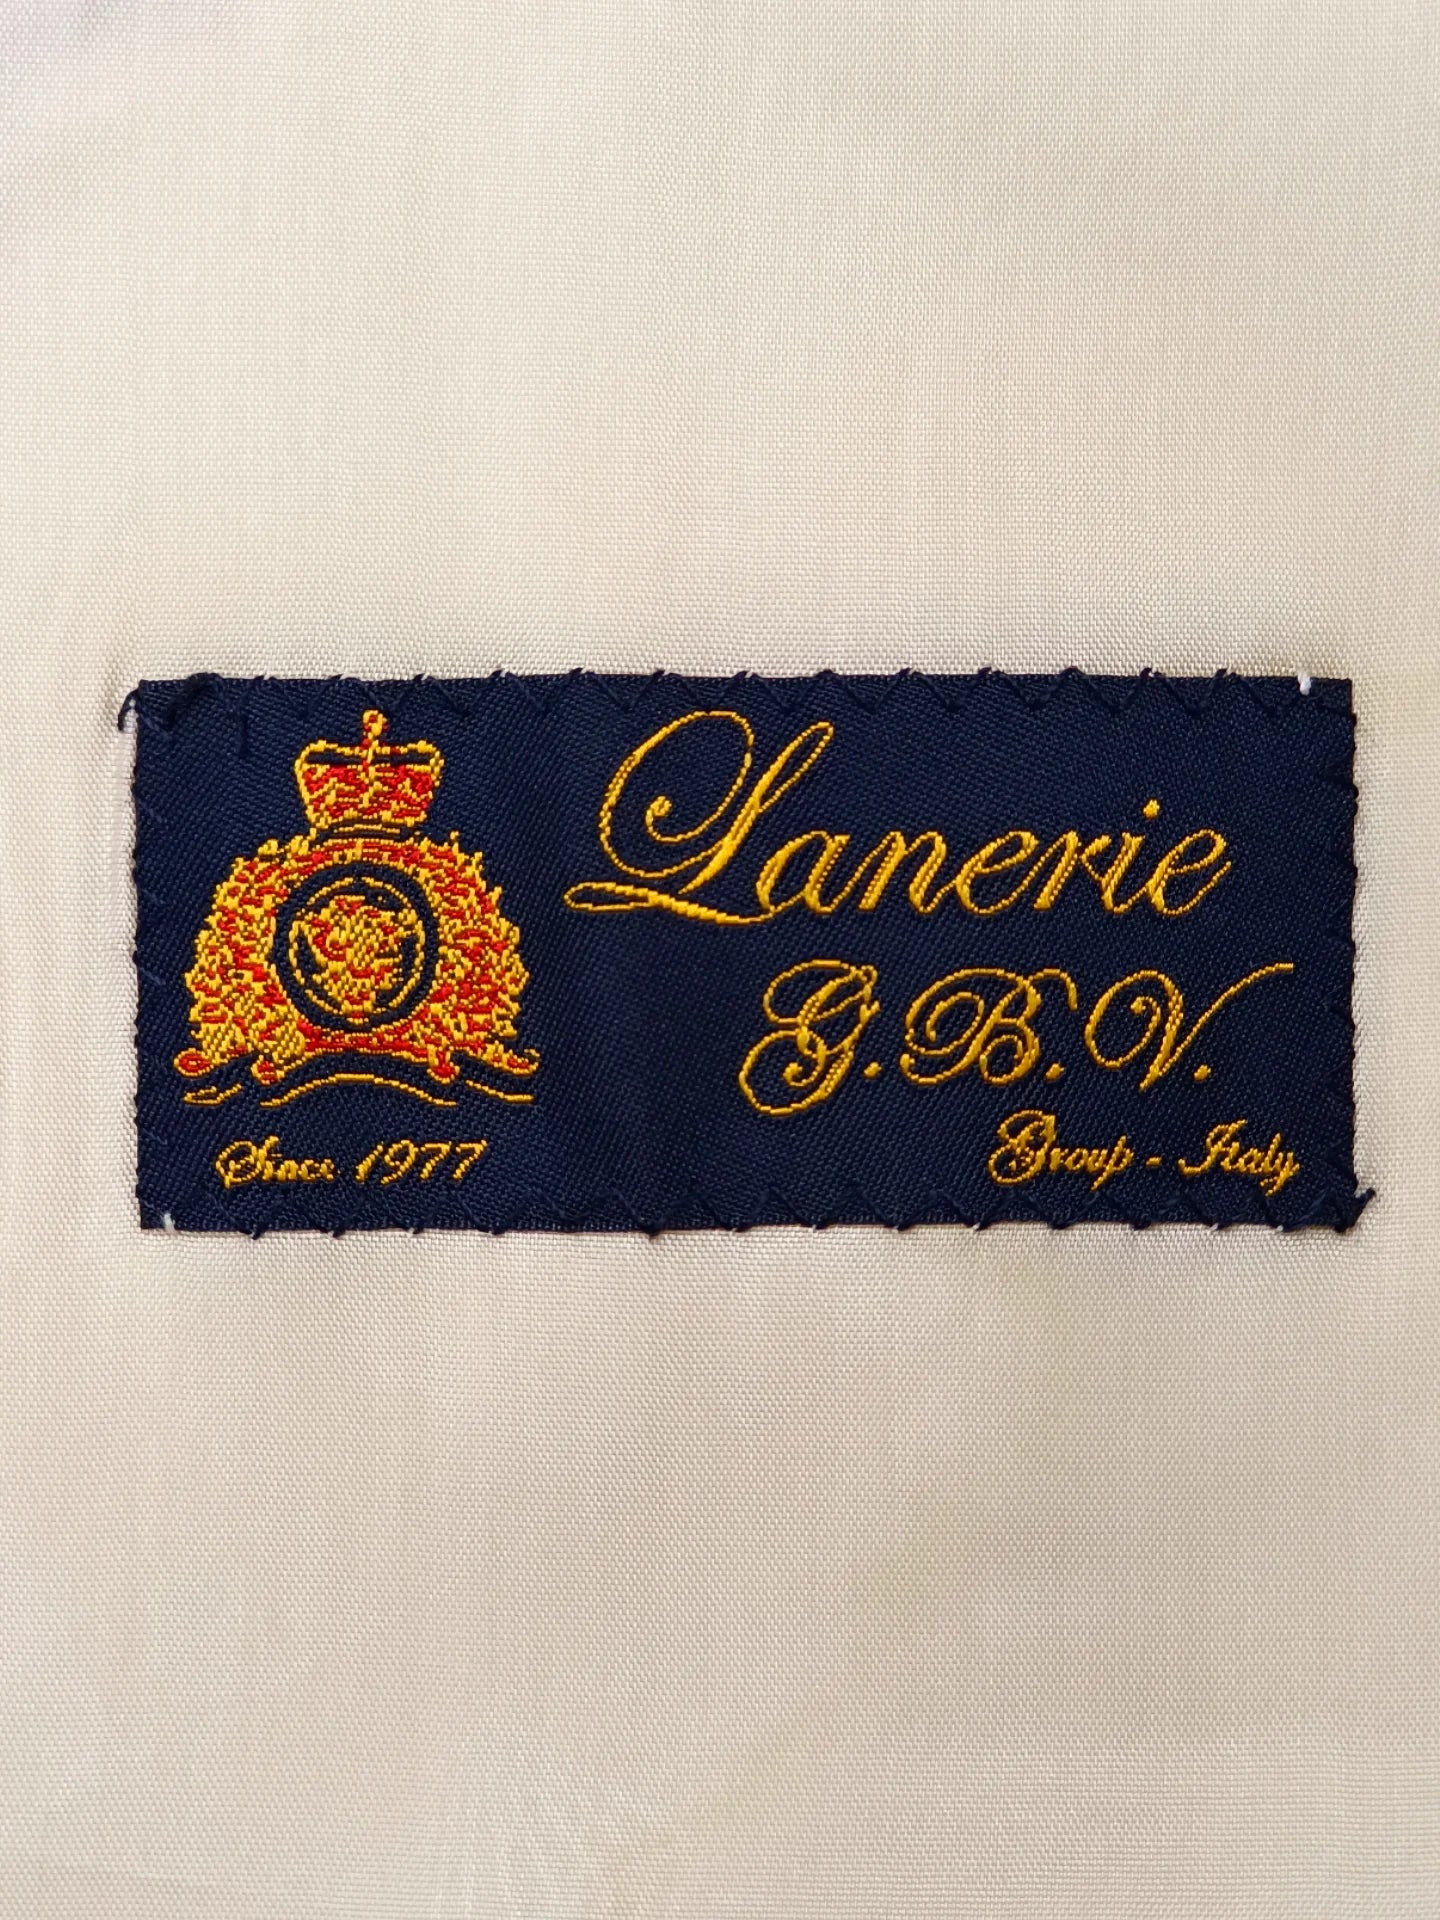 Lanerie
G.B.V.
Group - Italy
Since 1977